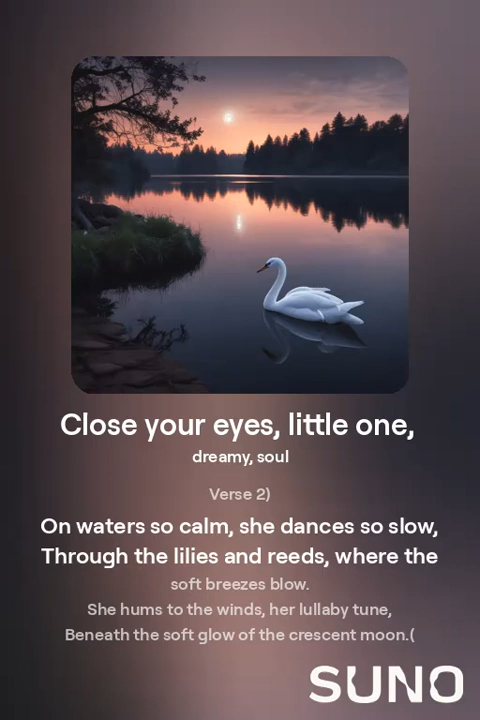 Close your eyes, little one,
dreamy, soul
Verse 2)
On waters so calm, she dances so slow,
Through the lilies and reeds, where the
soft breezes blow.
She hums to the winds, her lullaby tune,
Beneath the soft glow of the crescent moon.(
SUNO